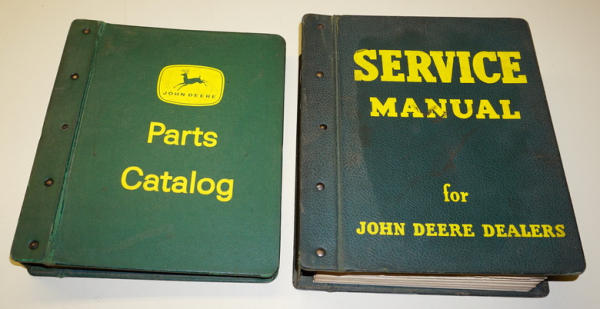 JOHN DEERE
Parts
Catalog
SERVICE
MANUAL
for
JOHN DEERE DEALERS